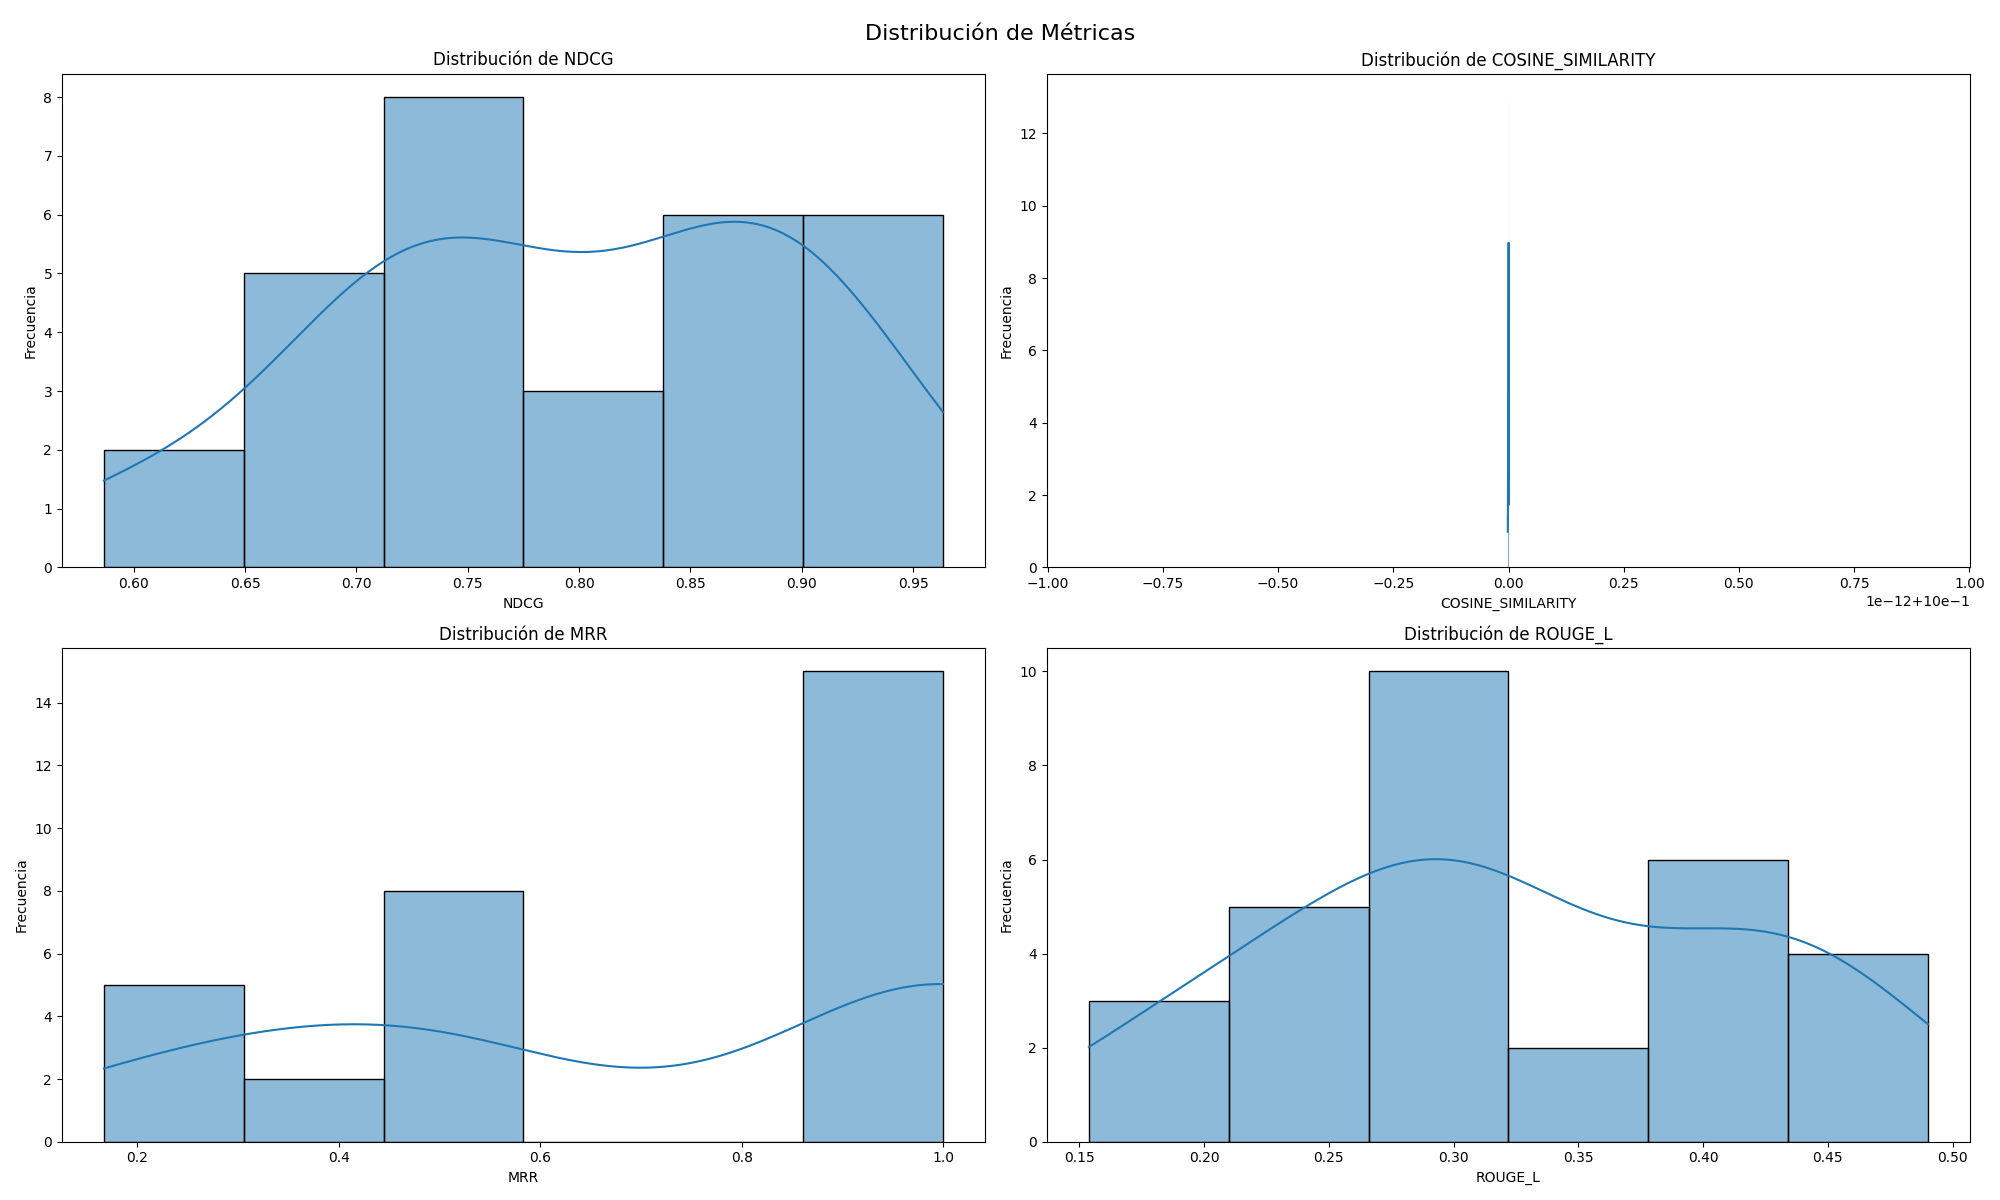 Distribución de Métricas
Distribución de NDCG
Frecuencia
8
7
6
5
4
3
2
1
0
0.60 0.65 0.70 0.75 0.80 0.85 0.90 0.95
NDCG
Distribución de COSINE_SIMILARITY
Frecuencia
12
10
8
6
4
2
0
−1.00 −0.75 −0.50 −0.25 0.00 0.25 0.50 0.75 1.00
1e−12+10e−1
COSINE_SIMILARITY
Distribución de MRR
Frecuencia
14
12
10
8
6
4
2
0
0.2 0.4 0.6 0.8 1.0
MRR
Distribución de ROUGE_L
Frecuencia
10
8
6
4
2
0
0.15 0.20 0.25 0.30 0.35 0.40 0.45 0.50
ROUGE_L